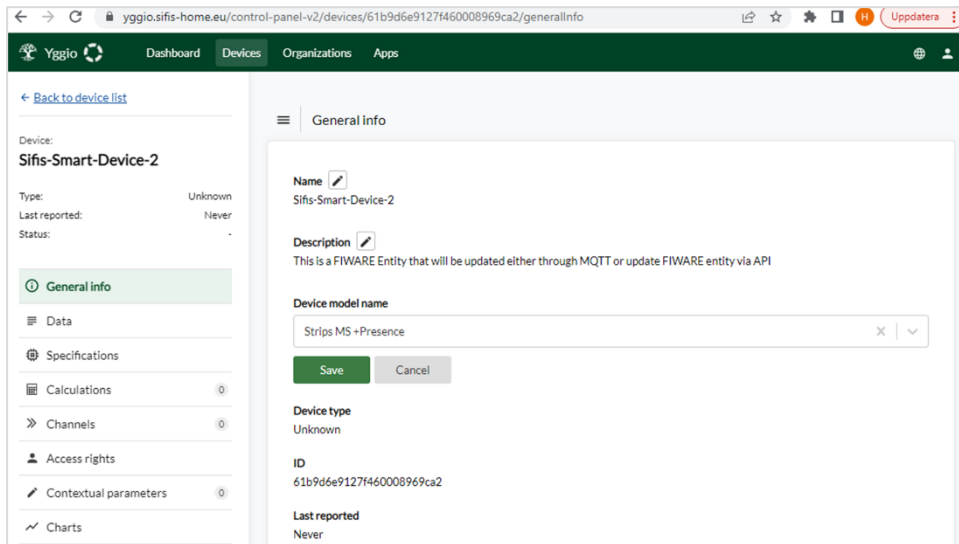 yggio.sifis-home.eu/control-panel-v2/devices/61b9d6e9127f460008969ca2/generalInfo
H
Uppdatera
Yggio
Dashboard
Devices
Organizations
Apps
← Back to device list
Device:
Sifis-Smart-Device-2
Type: Unknown
Last reported: Never
Status: -
General info
Data
Specifications
Calculations 0
Channels 0
Access rights
Contextual parameters 0
Charts
General info
Name
Sifis-Smart-Device-2
Description
This is a FIWARE Entity that will be updated either through MQTT or update FIWARE entity via API
Device model name
Strips MS +Presence
Save
Cancel
Device type
Unknown
ID
61b9d6e9127f460008969ca2
Last reported
Never